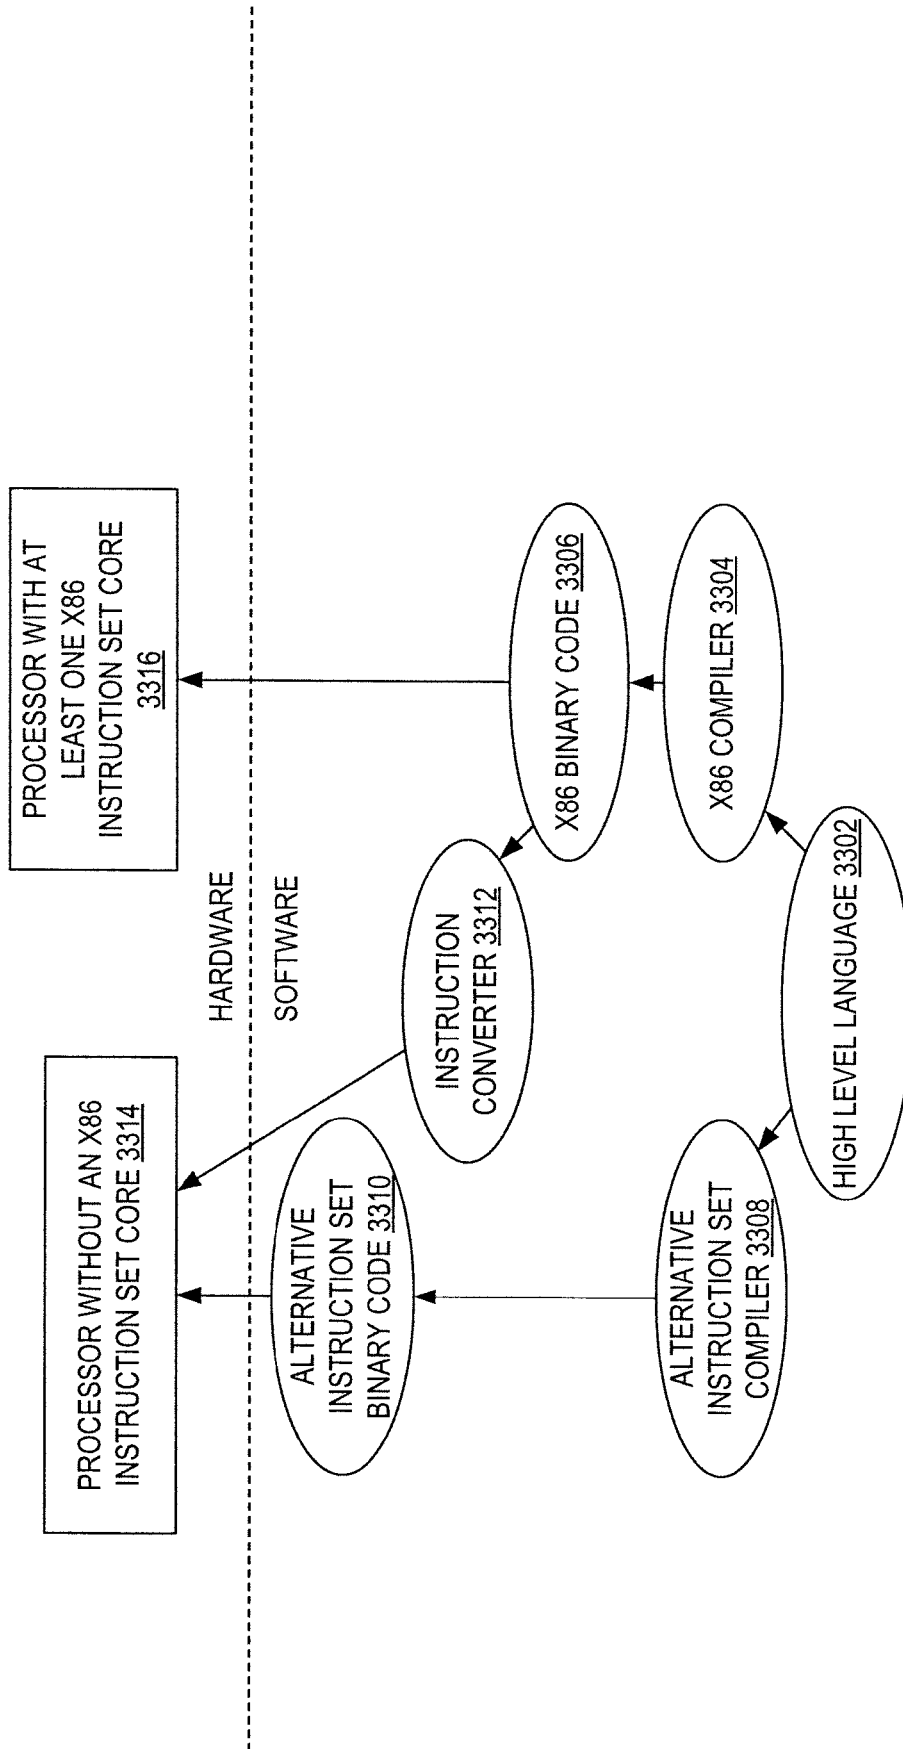 PROCESSOR WITHOUT AN X86
INSTRUCTION SET CORE 3314
PROCESSOR WITH AT
LEAST ONE X86
INSTRUCTION SET CORE
3316
HARDWARE
SOFTWARE
ALTERNATIVE
INSTRUCTION SET
BINARY CODE 3310
INSTRUCTION
CONVERTER 3312
X86 BINARY CODE 3306
ALTERNATIVE
INSTRUCTION SET
COMPILER 3308
X86 COMPILER 3304
HIGH LEVEL LANGUAGE 3302